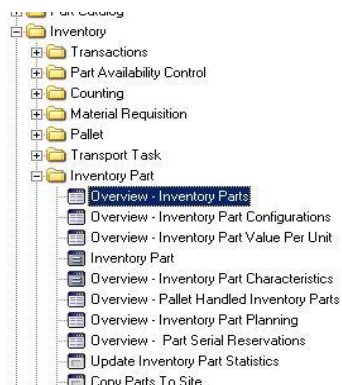 Part Catalog
Inventory
Transactions
Part Availability Control
Counting
Material Requisition
Pallet
Transport Task
Inventory Part
Overview - Inventory Parts
Overview - Inventory Part Configurations
Overview - Inventory Part Value Per Unit
Inventory Part
Overview - Inventory Part Characteristics
Overview - Pallet Handled Inventory Parts
Overview - Inventory Part Planning
Overview -  Part Serial Reservations
Update Inventory Part Statistics
Copy Parts To Site